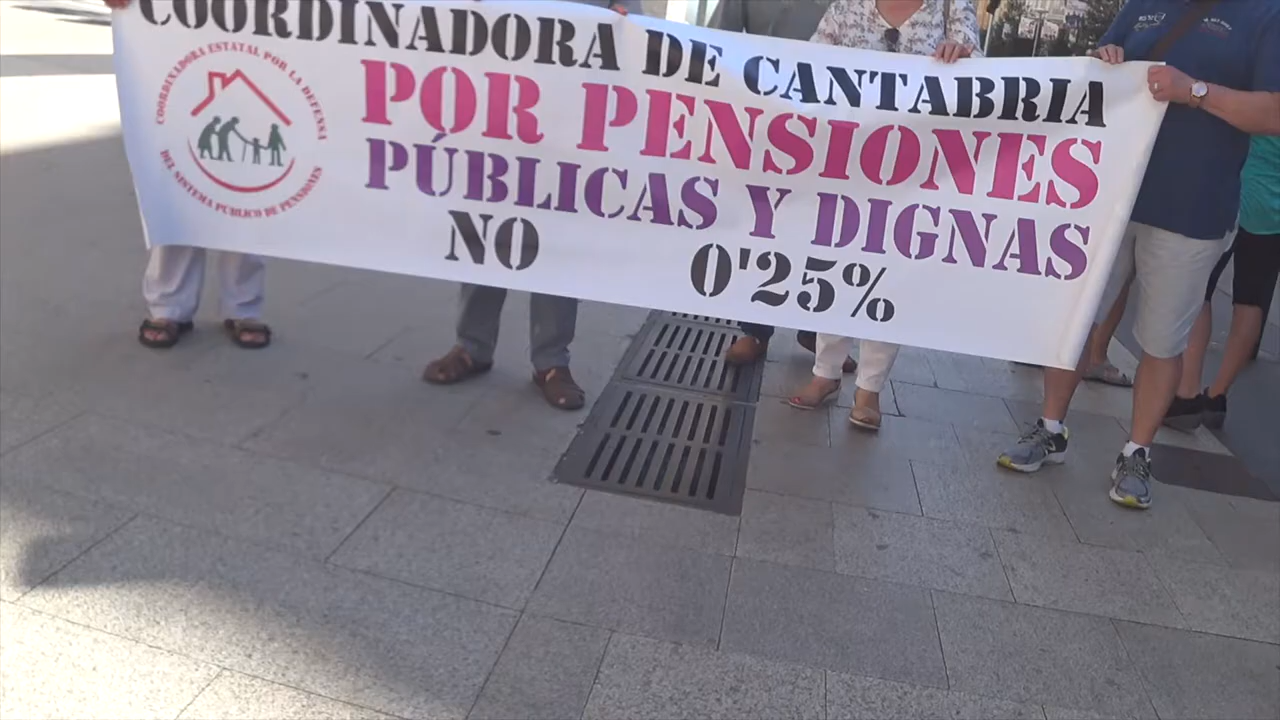 COORDINADORA DE CANTABRIA
POR PENSIONES
PÚBLICAS Y DIGNAS
NO 0'25%
COORDINADORA ESTATAL POR LA DEFENSA
DEL SISTEMA PUBLICO DE PENSIONES